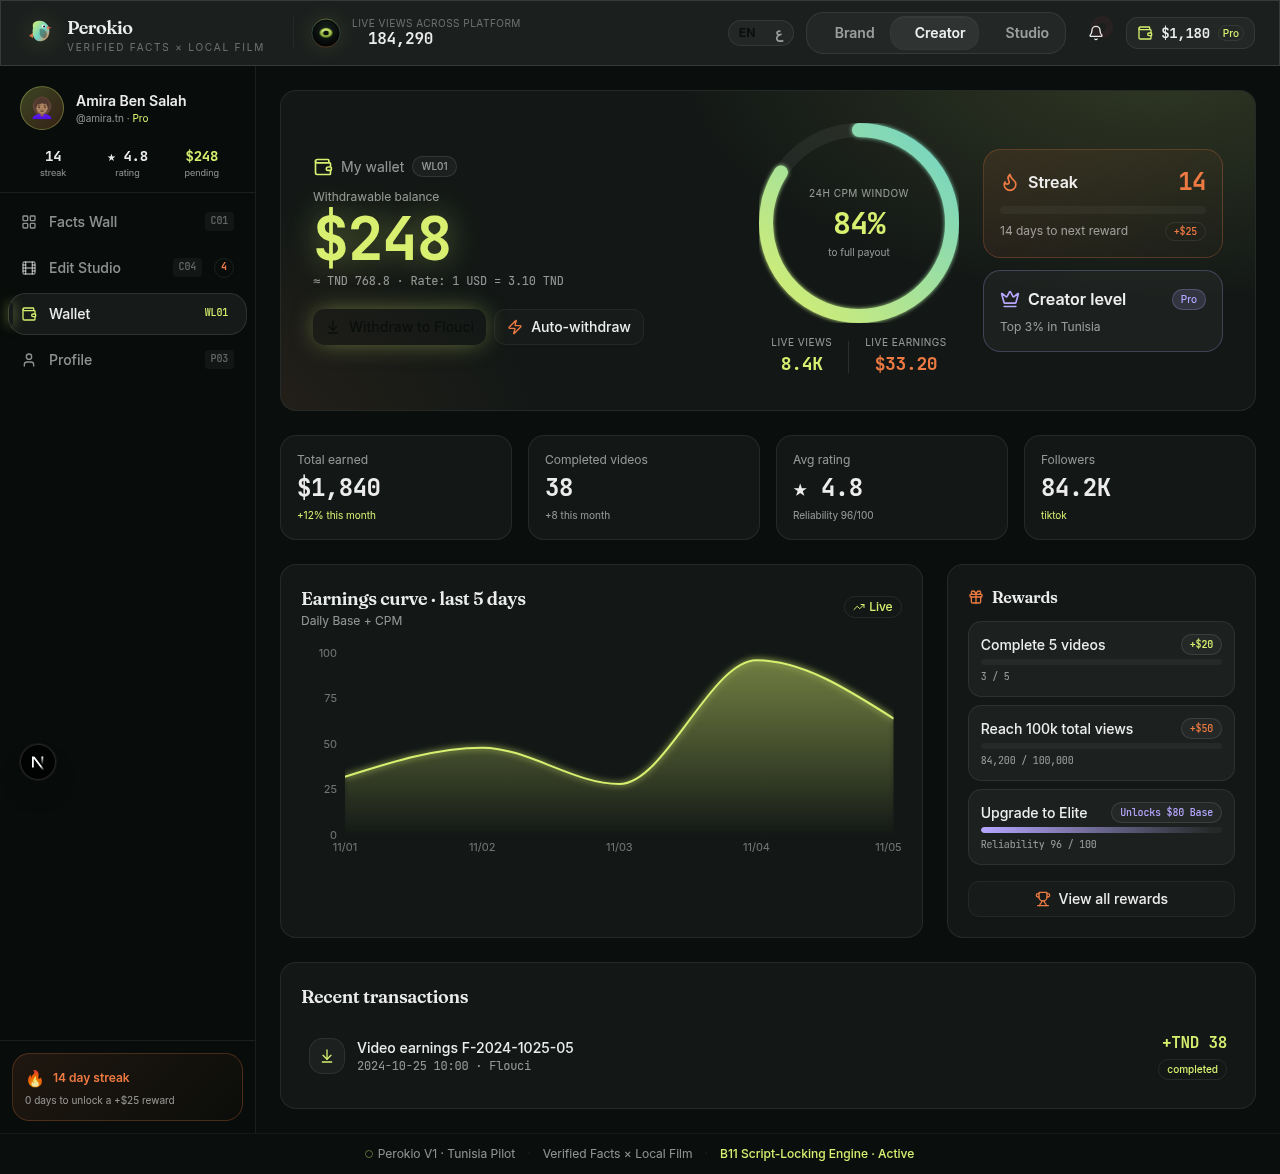 Perokio
VERIFIED FACTS × LOCAL FILM
LIVE VIEWS ACROSS PLATFORM
184,290
EN ع
Brand Creator Studio
$1,180 Pro
Amira Ben Salah
@amira.tn · Pro
14 ★ 4.8 $248
streak rating pending
Facts Wall C01
Edit Studio C04 4
Wallet WL01
Profile P03
N
14 day streak
0 days to unlock a +$25 reward
My wallet WL01
Withdrawable balance
$248
≈ TND 768.8 · Rate: 1 USD = 3.10 TND
Withdraw to Flouci
Auto-withdraw
24H CPM WINDOW
84%
to full payout
LIVE VIEWS LIVE EARNINGS
8.4K $33.20
Streak 14
14 days to next reward +$25
Creator level Pro
Top 3% in Tunisia
Total earned
$1,840
+12% this month
Completed videos
38
+8 this month
Avg rating
★ 4.8
Reliability 96/100
Followers
84.2K
tiktok
Earnings curve · last 5 days
Daily Base + CPM
Live
100
75
50
25
0
11/01 11/02 11/03 11/04 11/05
Rewards
Complete 5 videos +$20
3 / 5
Reach 100k total views +$50
84,200 / 100,000
Upgrade to Elite Unlocks $80 Base
Reliability 96 / 100
View all rewards
Recent transactions
Video earnings F-2024-1025-05
2024-10-25 10:00 · Flouci
+TND 38
completed
Perokio V1 · Tunisia Pilot · Verified Facts × Local Film · B11 Script-Locking Engine · Active